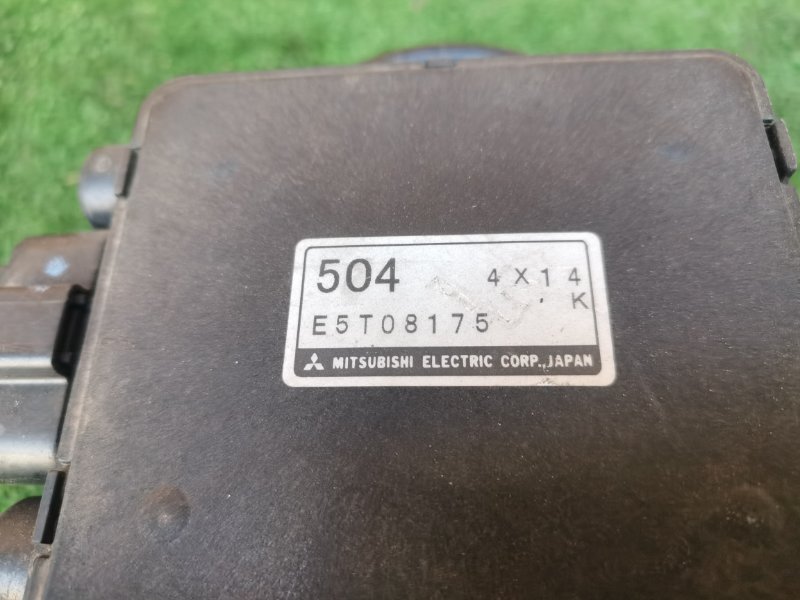 504 4X14
K
E5T08175
MITSUBISHI ELECTRIC CORP., JAPAN